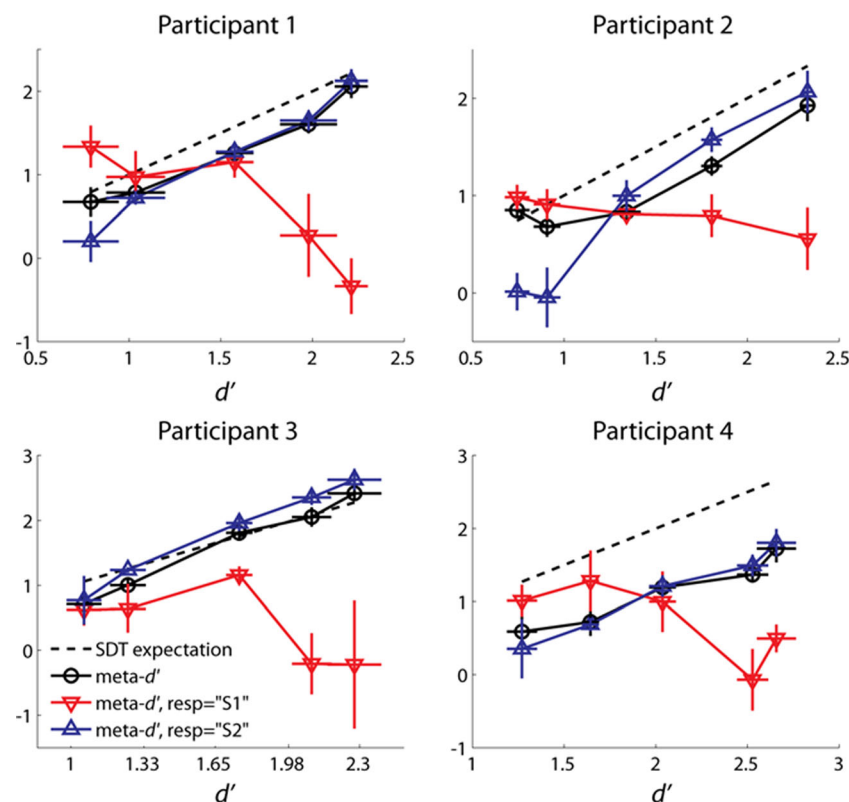 Participant 1
2
1
0
-1
0.5 1 1.5 2 2.5
d'
Participant 2
2
1
0
0.5 1 1.5 2 2.5
d'
Participant 3
3
2
1
0
-1
SDT expectation
meta-d'
meta-d', resp="S1"
meta-d', resp="S2"
1 1.33 1.65 1.98 2.3
d'
Participant 4
3
2
1
0
-1
1 1.5 2 2.5 3
d'